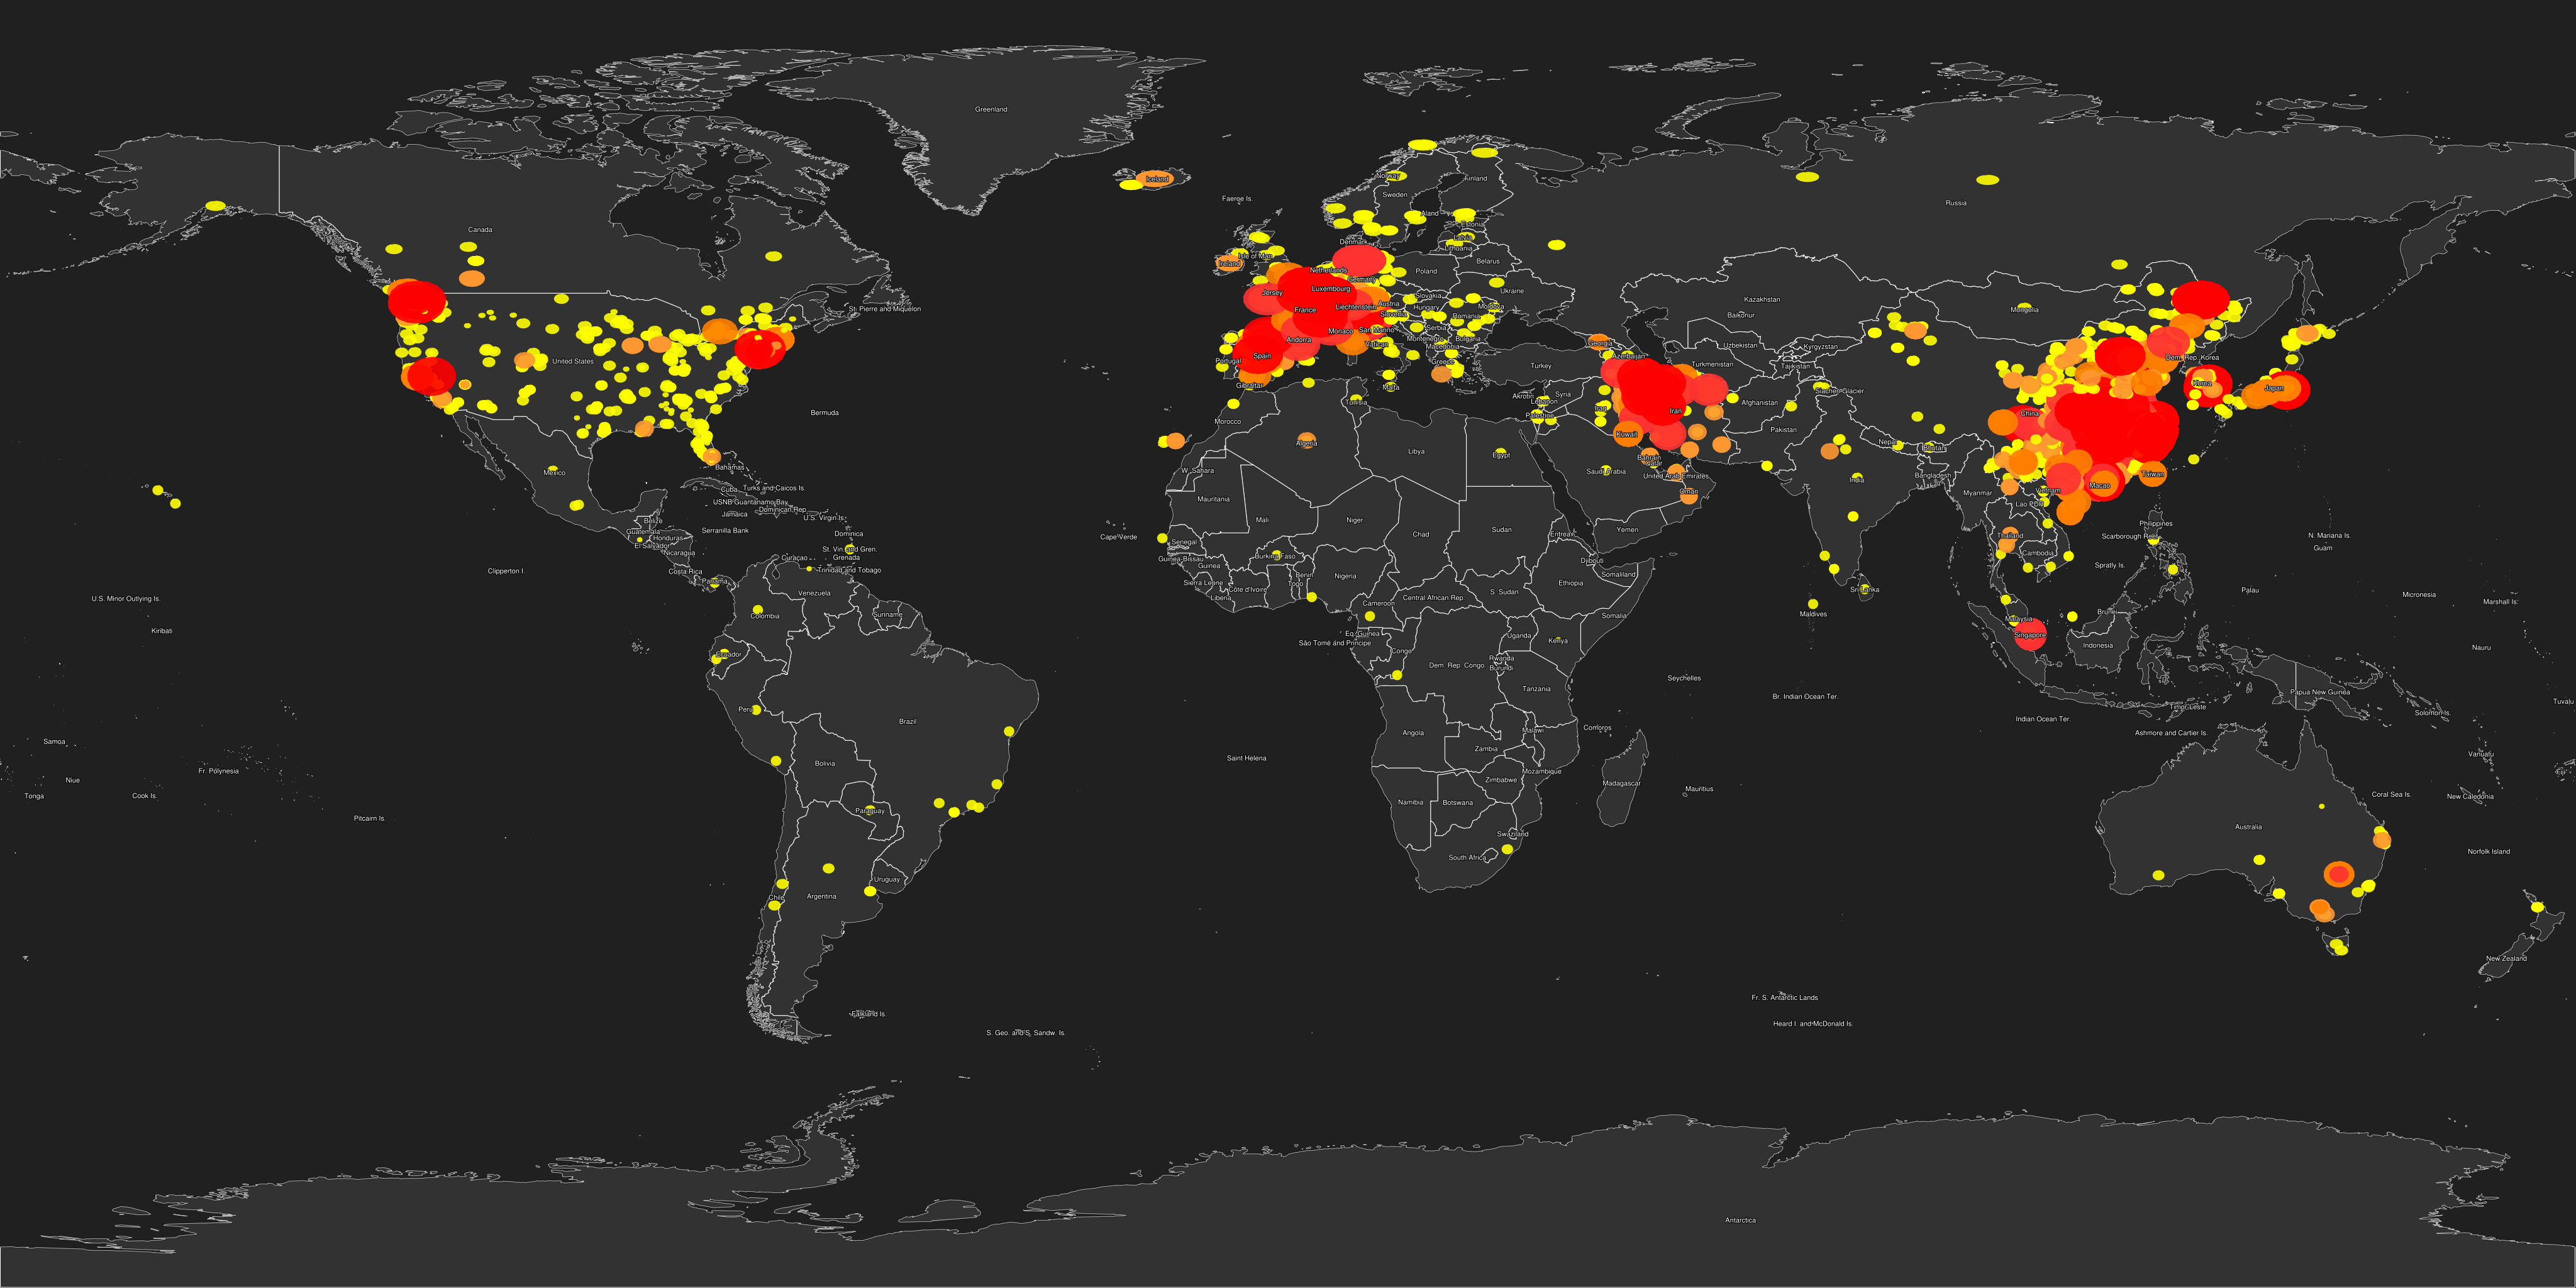 Greenland
Iceland
Faerge Is.
Norway
Sweden
Finland
Aland
Estonia
Russia
Canada
Isle of Man
Ireland
Denmark
Latvia
Lithuania
Belarus
Netherlands
Germany
Poland
Jersey
Luxembourg
Ukraine
Liechtenstein
Austria
Slovakia
Hungary
Moldova
Kazakhstan
Baikonur
Mongolia
St. Pierre and Miquelon
France
Slovenia
Romania
Monaco
San Marino
Serbia
Andorra
Vatican
Montenegro
Bulgaria
Macedonia
Georgia
Uzbekistan
Kyrgyzstan
United States
Portugal
Spain
Greece
Turkey
Azerbaijan
Turkmenistan
Tajikistan
Dem. Rep. Korea
Gibraltar
Malta
Siachen Glacier
Korea
Japan
Bermuda
Tunisia
Akrotiri
Syria
Lebanon
Iraq
Iran
Afghanistan
China
Morocco
Palestine
Kuwait
Pakistan
Algeria
Libya
Egypt
Nepal
Bhutan
Mexico
Bahamas
W. Sahara
Saudi Arabia
Bahrain
Qatar
United Arab Emirates
India
Bangladesh
Taiwan
Cuba
Turks and Caicos Is.
Oman
Myanmar
Vietnam
Macao
USNB Guantanamo Bay
Dominican Rep.
Mauritania
Lao PDR
Belize
Jamaica
U.S. Virgin Is.
Mali
Niger
Sudan
Yemen
Philippines
Guatemala
Honduras
Serranilla Bank
Dominica
Cape Verde
Senegal
Chad
Eritrea
Thailand
Scarborough Reef
N. Mariana Is.
El Salvador
Nicaragua
St. Vin. and Gren.
Grenada
Guinea-Bissau
Burkina Faso
Djibouti
Cambodia
Guam
Clipperton I.
Costa Rica
Curaçao
Trinidad and Tobago
Guinea
Benin
Nigeria
Somaliland
Spratly Is.
Panama
Venezuela
Sierra Leone
Togo
Ethiopia
Sri Lanka
Palau
U.S. Minor Outlying Is.
Colombia
Suriname
Liberia
Côte d'Ivoire
Cameroon
Central African Rep.
S. Sudan
Somalia
Maldives
Malaysia
Brunei
Micronesia
Marshall Is.
Kiribati
Eq. Guinea
São Tomé and Principe
Uganda
Kenya
Singapore
Indonesia
Ecuador
Congo
Dem. Rep. Congo
Rwanda
Burundi
Nauru
Seychelles
Tanzania
Br. Indian Ocean Ter.
Papua New Guinea
Peru
Brazil
Timor-Leste
Solomon Is.
Tuvalu
Samoa
Angola
Malawi
Comoros
Indian Ocean Ter.
Ashmore and Cartier Is.
Fr. Polynesia
Bolivia
Saint Helena
Zambia
Vanuatu
Niue
Zimbabwe
Mozambique
Madagascar
Fiji
Tonga
Cook Is.
Paraguay
Namibia
Botswana
Mauritius
Coral Sea Is.
New Caledonia
Pitcairn Is.
Swaziland
Australia
South Africa
Norfolk Island
Uruguay
Chile
Argentina
New Zealand
Falkland Is.
S. Geo. and S. Sandw. Is.
Fr. S. Antarctic Lands
Heard I. and McDonald Is.
Antarctica